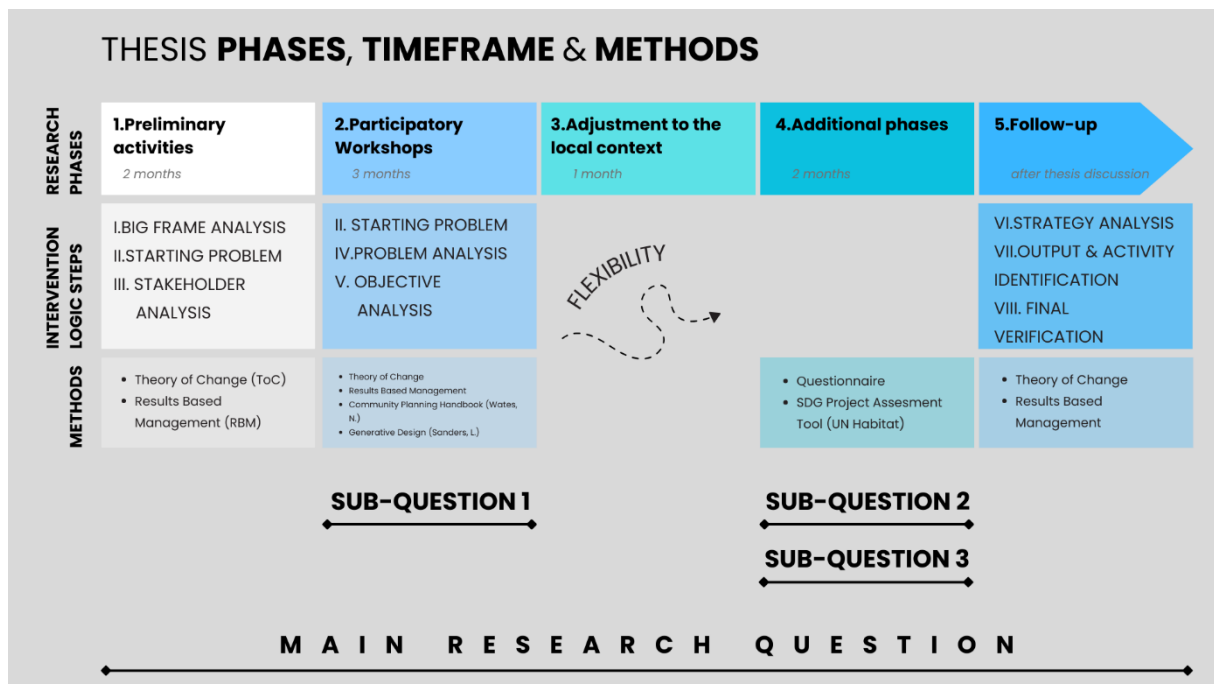 THESIS PHASES, TIMEFRAME & METHODS
RESEARCH
PHASES
1.Preliminary
activities
2 months
2.Participatory
Workshops
3 months
3.Adjustment to the
local context
1 month
4.Additional phases
2 months
5.Follow-up
after thesis discussion
INTERVENTION
LOGIC STEPS
I.BIG FRAME ANALYSIS
II.STARTING PROBLEM
III. STAKEHOLDER
ANALYSIS
II. STARTING PROBLEM
IV.PROBLEM ANALYSIS
V. OBJECTIVE
ANALYSIS
FLEXIBILITY
VI.STRATEGY ANALYSIS
VII.OUTPUT & ACTIVITY
IDENTIFICATION
VIII. FINAL
VERIFICATION
METHODS
• Theory of Change (ToC)
• Results Based
Management (RBM)
• Theory of Change
• Results Based Management
• Community Planning Handbook (Wates,
N.)
• Generative Design (Sanders, L.)
• Questionnaire
• SDG Project Assesment
Tool (UN Habitat)
• Theory of Change
• Results Based
Management
SUB-QUESTION 1
SUB-QUESTION 2
SUB-QUESTION 3
MAIN RESEARCH QUESTION